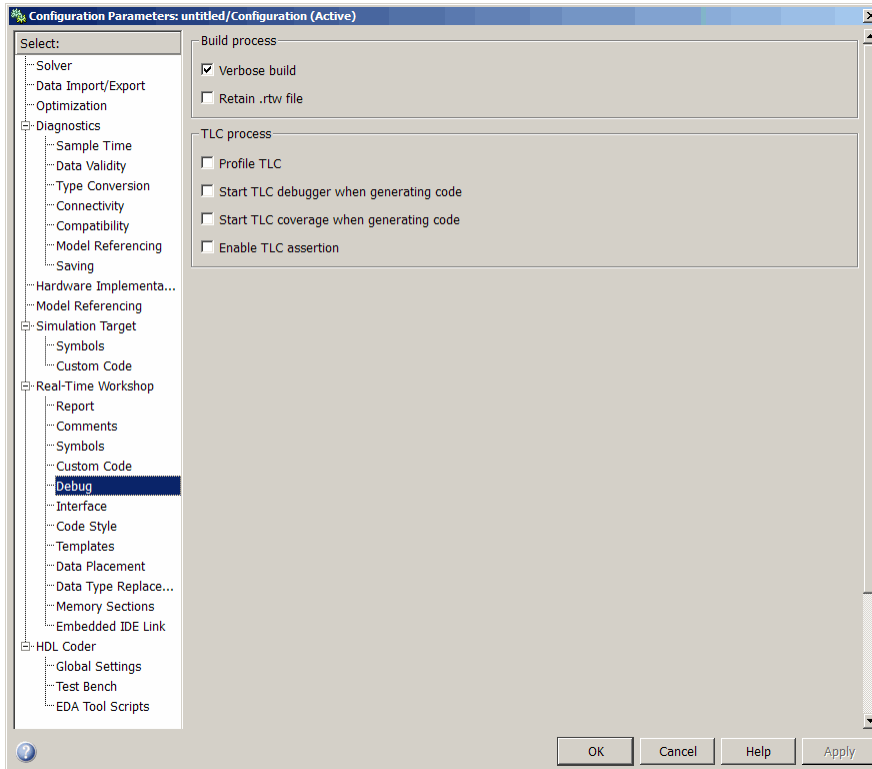 Configuration Parameters: untitled/Configuration (Active)
Select:
Solver
Data Import/Export
Optimization
Diagnostics
Sample Time
Data Validity
Type Conversion
Connectivity
Compatibility
Model Referencing
Saving
Hardware Implementa...
Model Referencing
Simulation Target
Symbols
Custom Code
Real-Time Workshop
Report
Comments
Symbols
Custom Code
Debug
Interface
Code Style
Templates
Data Placement
Data Type Replace...
Memory Sections
Embedded IDE Link
HDL Coder
Global Settings
Test Bench
EDA Tool Scripts
Build process
Verbose build
Retain .rtw file
TLC process
Profile TLC
Start TLC debugger when generating code
Start TLC coverage when generating code
Enable TLC assertion
OK Cancel Help Apply